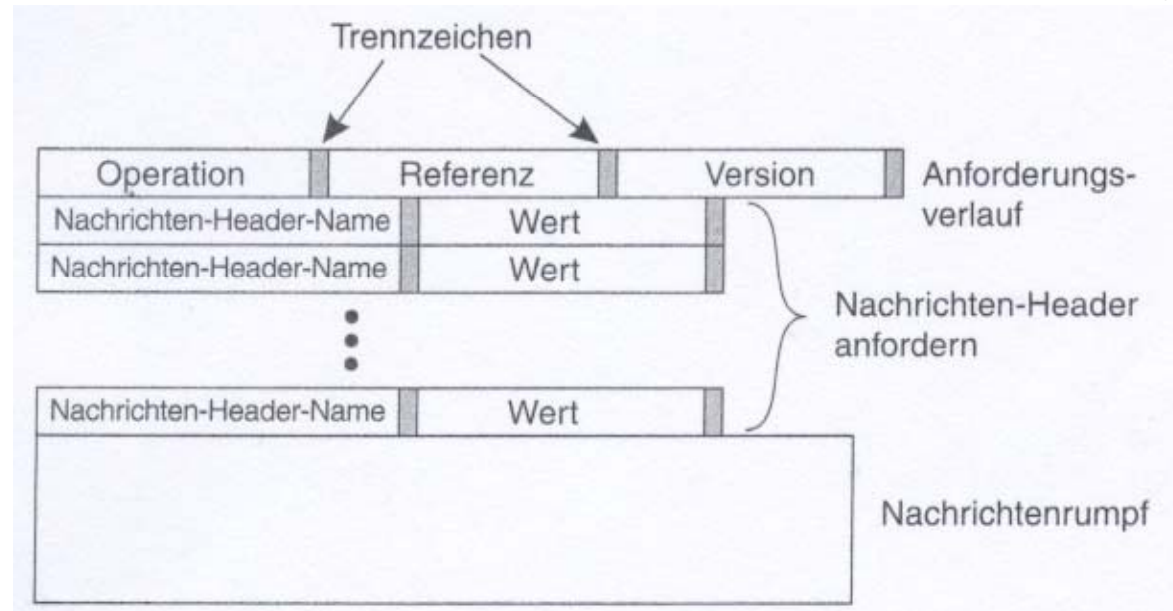 Trennzeichen
Operation Referenz Version
Anforderungs-
verlauf
Nachrichten-Header-Name Wert
Nachrichten-Header-Name Wert
Nachrichten-Header
anfordern
Nachrichten-Header-Name Wert
Nachrichtenrumpf